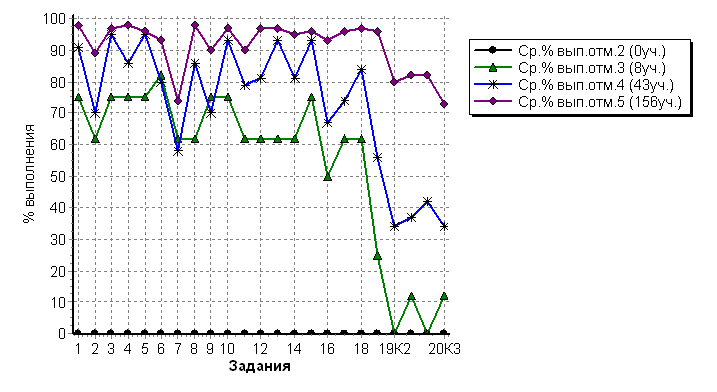 100
90
80
70
60
50
40
30
20
10
0
% выполнения
1 2 3 4 5 6 7 8 9 10 12 14 16 18 19К2 20К3
Задания
Ср.% вып.отм.2 (0уч.)
Ср.% вып.отм.3 (8уч.)
Ср.% вып.отм.4 (43уч.)
Ср.% вып.отм.5 (156уч.)